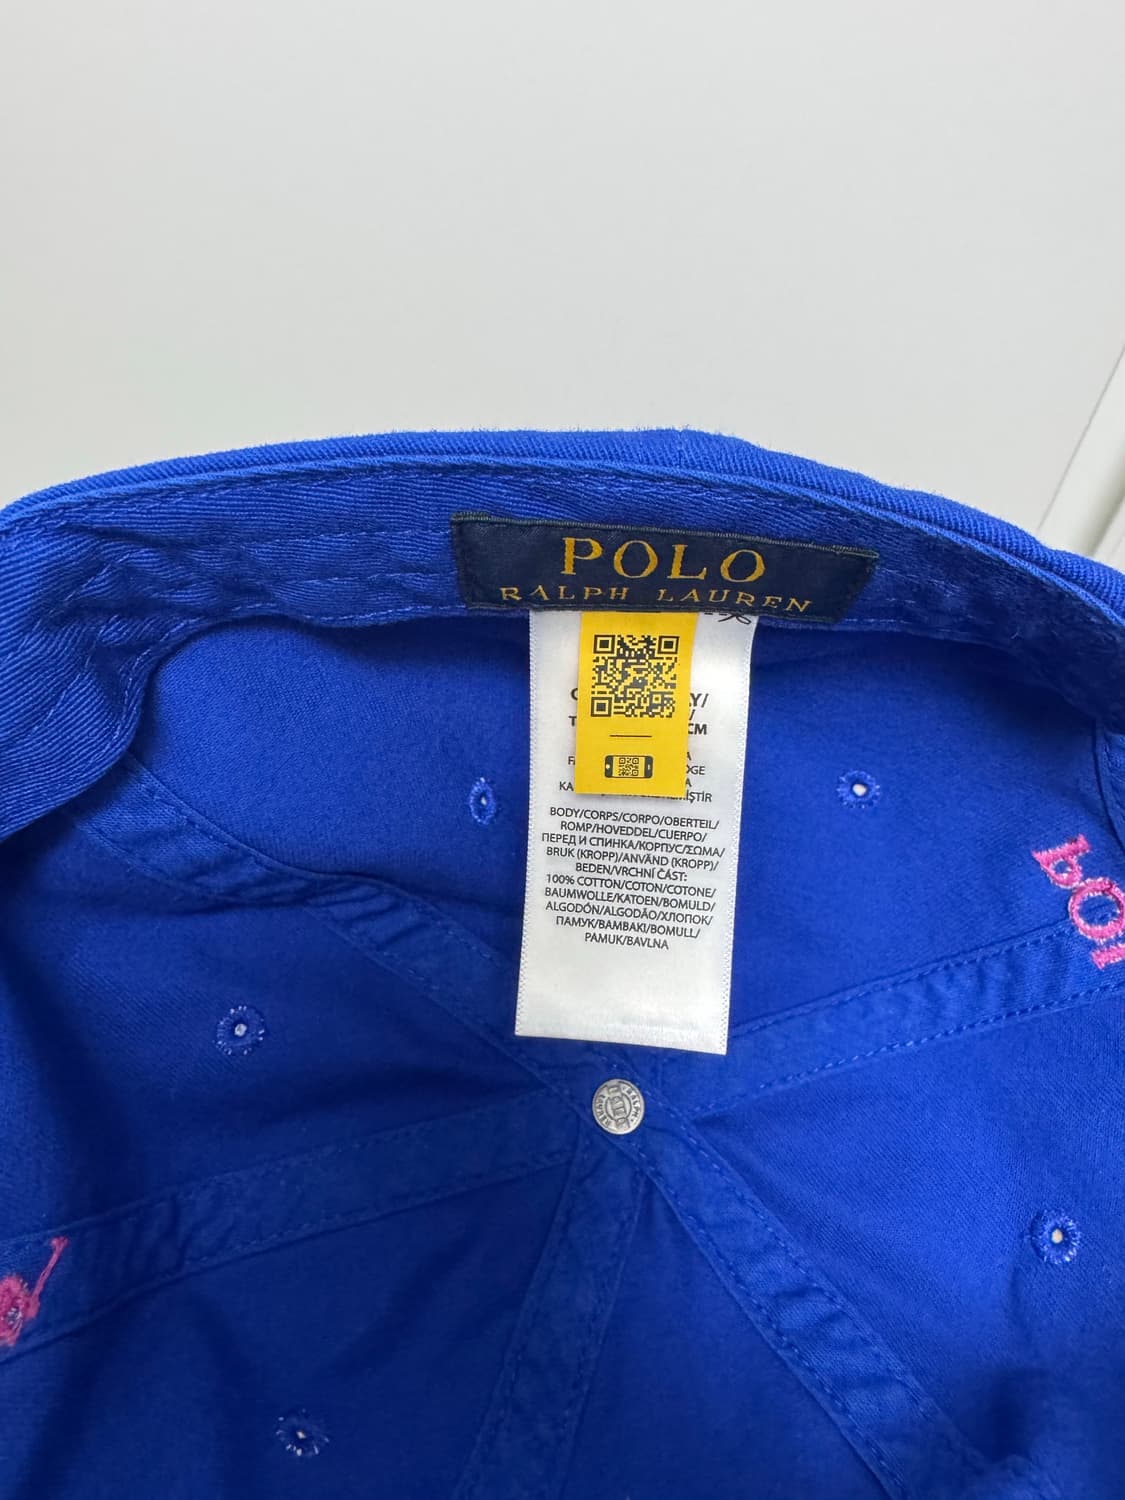 POLO
RALPH LAUREN
BODY/CORPS/CORPO/OBERTEIL/
ROMP/HOVEDDEL/CUERPO/
ПЕРЕД И СПИНКА/КОРПУС/ΣΩΜΑ/
BRUK (KROPP)/ANVÄND (KROPP)/
BEDEN/VRCHNÍ ČÁST:
100% COTTON/COTON/COTONE/
BAUMWOLLE/KATOEN/BOMULD/
ALGODÓN/ALGODÃO/ХЛОПОК/
ПАМУК/BAMBAKI/BOMULL/
PAMUK/BAVLNA